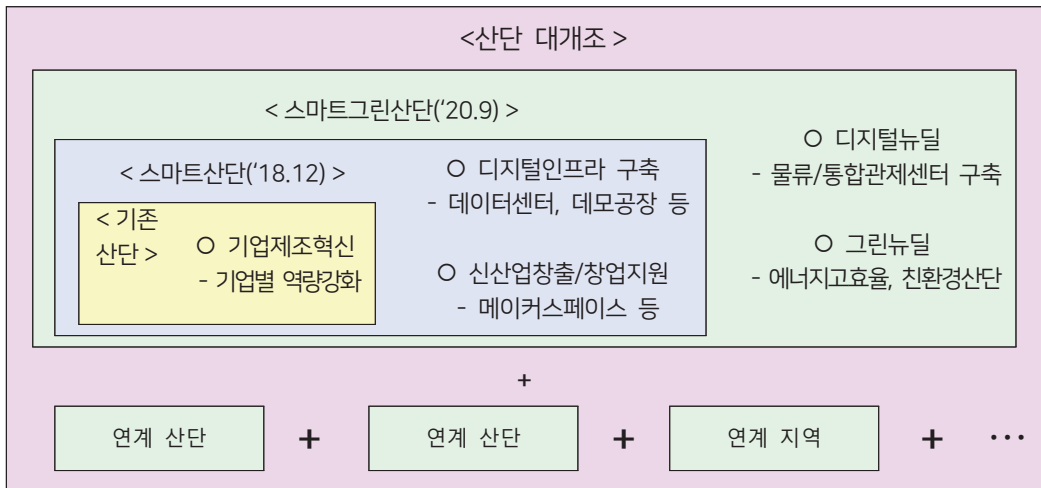 <산단 대개조>
< 스마트그린산단(‘20.9) >
< 스마트산단(‘18.12) >
< 기존
산단 >
○ 기업제조혁신
- 기업별 역량강화
○ 디지털인프라 구축
- 데이터센터, 데모공장 등
○ 신산업창출/창업지원
- 메이커스페이스 등
○ 디지털뉴딜
- 물류/통합관제센터 구축
○ 그린뉴딜
- 에너지고효율, 친환경산단
+
연계 산단 + 연계 산단 + 연계 지역 + ···